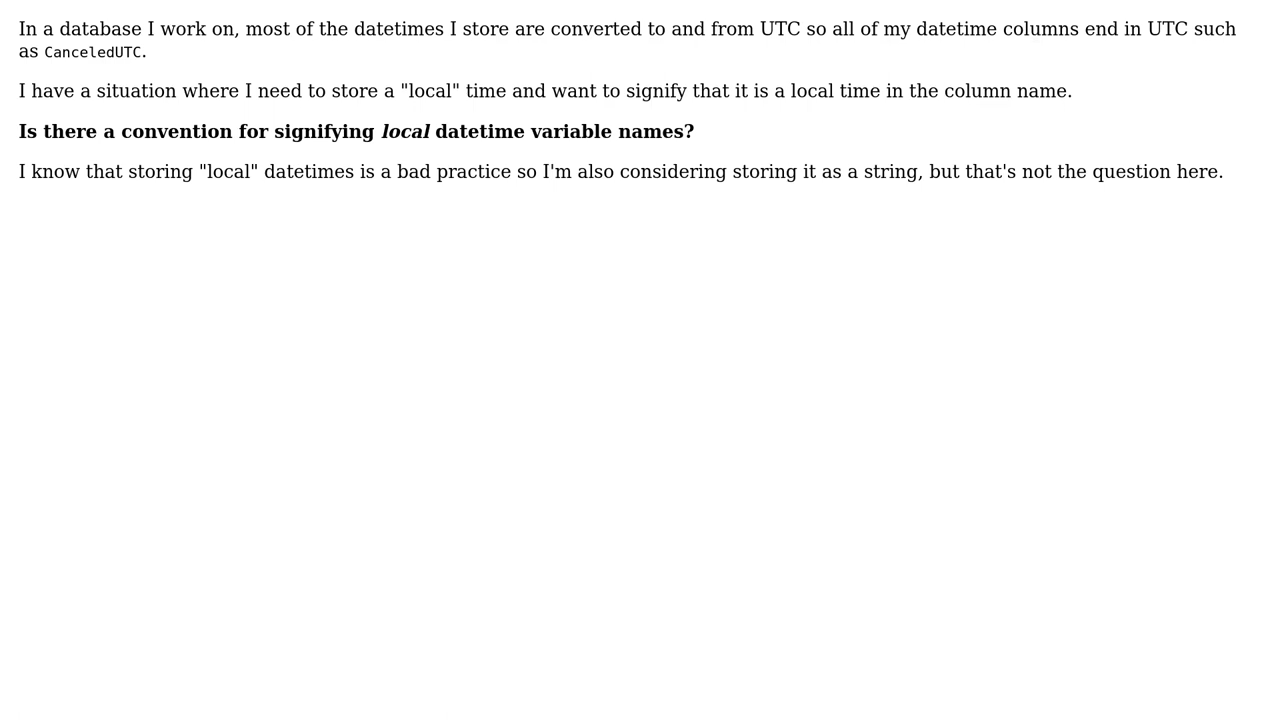 In a database I work on, most of the datetimes I store are converted to and from UTC so all of my datetime columns end in UTC such
as CanceledUTC.
I have a situation where I need to store a "local" time and want to signify that it is a local time in the column name.
Is there a convention for signifying local datetime variable names?
I know that storing "local" datetimes is a bad practice so I'm also considering storing it as a string, but that's not the question here.